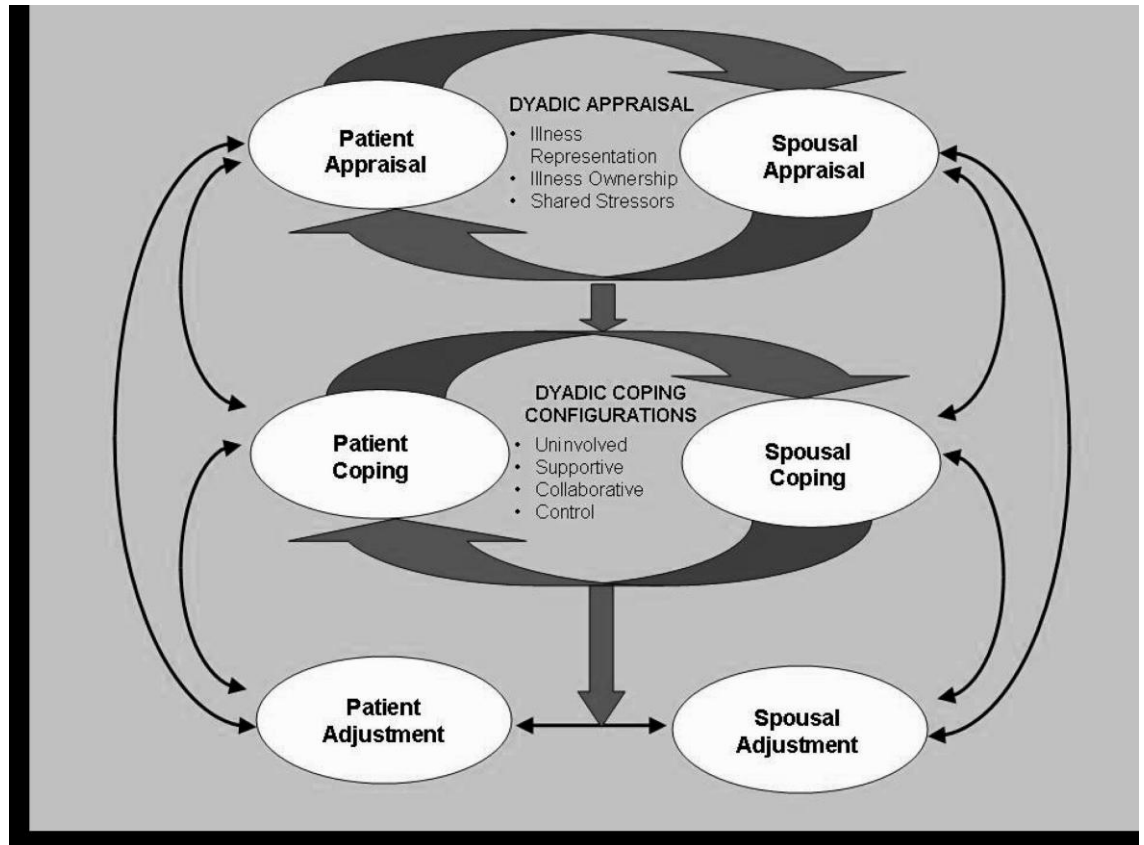 DYADIC APPRAISAL
Patient
Appraisal
• Illness
Representation
• Illness Ownership
• Shared Stressors
Spousal
Appraisal
DYADIC COPING
CONFIGURATIONS
Patient
Coping
• Uninvolved
• Supportive
• Collaborative
• Control
Spousal
Coping
Patient
Adjustment
Spousal
Adjustment